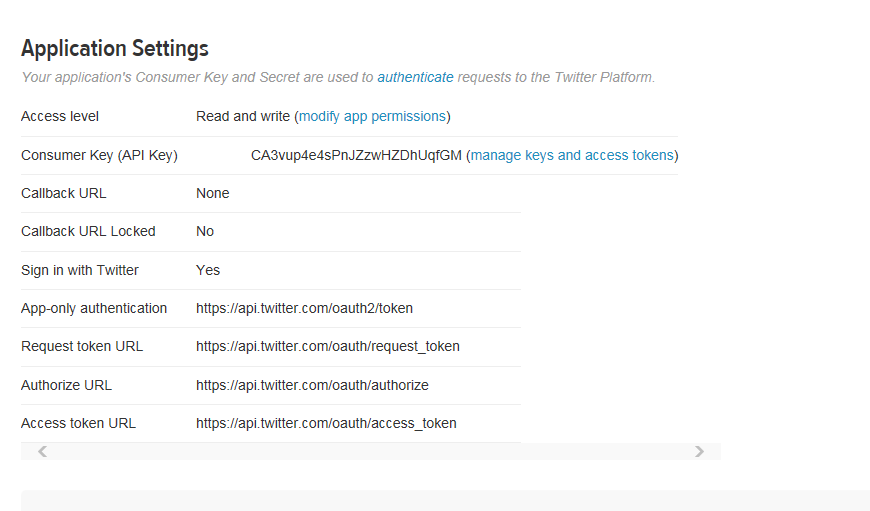 Application Settings
Your application's Consumer Key and Secret are used to authenticate requests to the Twitter Platform.
Access level Read and write (modify app permissions)
Consumer Key (API Key) CA3vup4e4sPnJZzwHZDhUqfGM (manage keys and access tokens)
Callback URL None
Callback URL Locked No
Sign in with Twitter Yes
App-only authentication https://api.twitter.com/oauth2/token
Request token URL https://api.twitter.com/oauth/request_token
Authorize URL https://api.twitter.com/oauth/authorize
Access token URL https://api.twitter.com/oauth/access_token